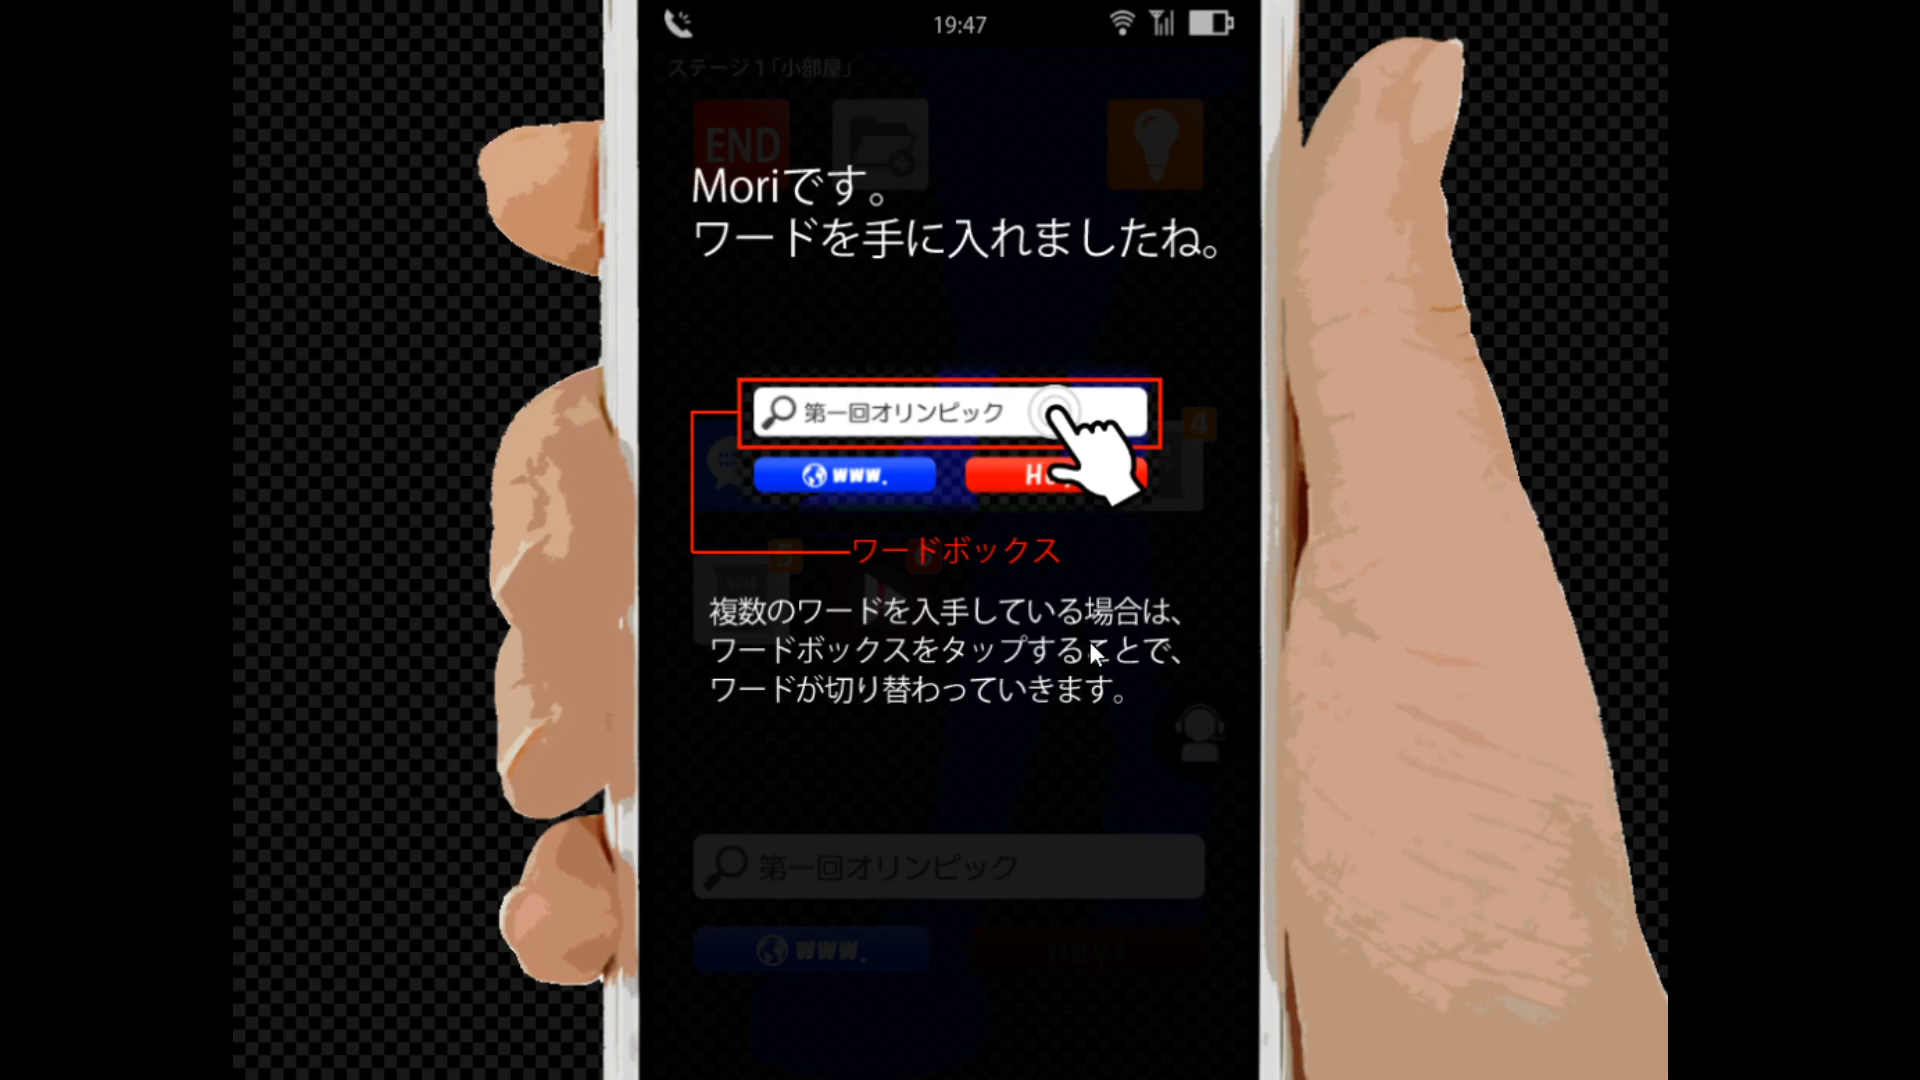 19:47
ステージ1「小部屋」
END
Moriです。
ワードを手に入れましたね。
第一回オリンピック
4
www.
ワードボックス
5
複数のワードを入手している場合は、
ワードボックスをタップすることで、
ワードが切り替わっていきます。
第一回オリンピック
www.
Hey!